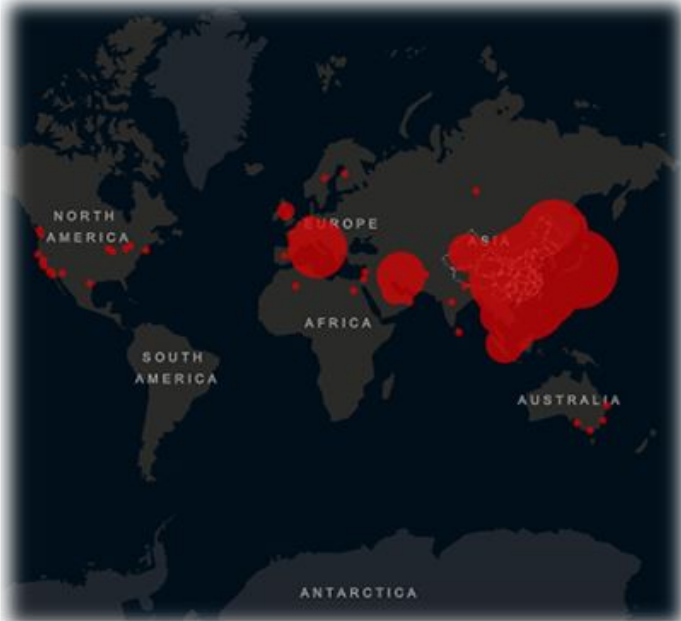 NORTH
AMERICA
EUROPE
ASIA
AFRICA
SOUTH
AMERICA
AUSTRALIA
ANTARCTICA